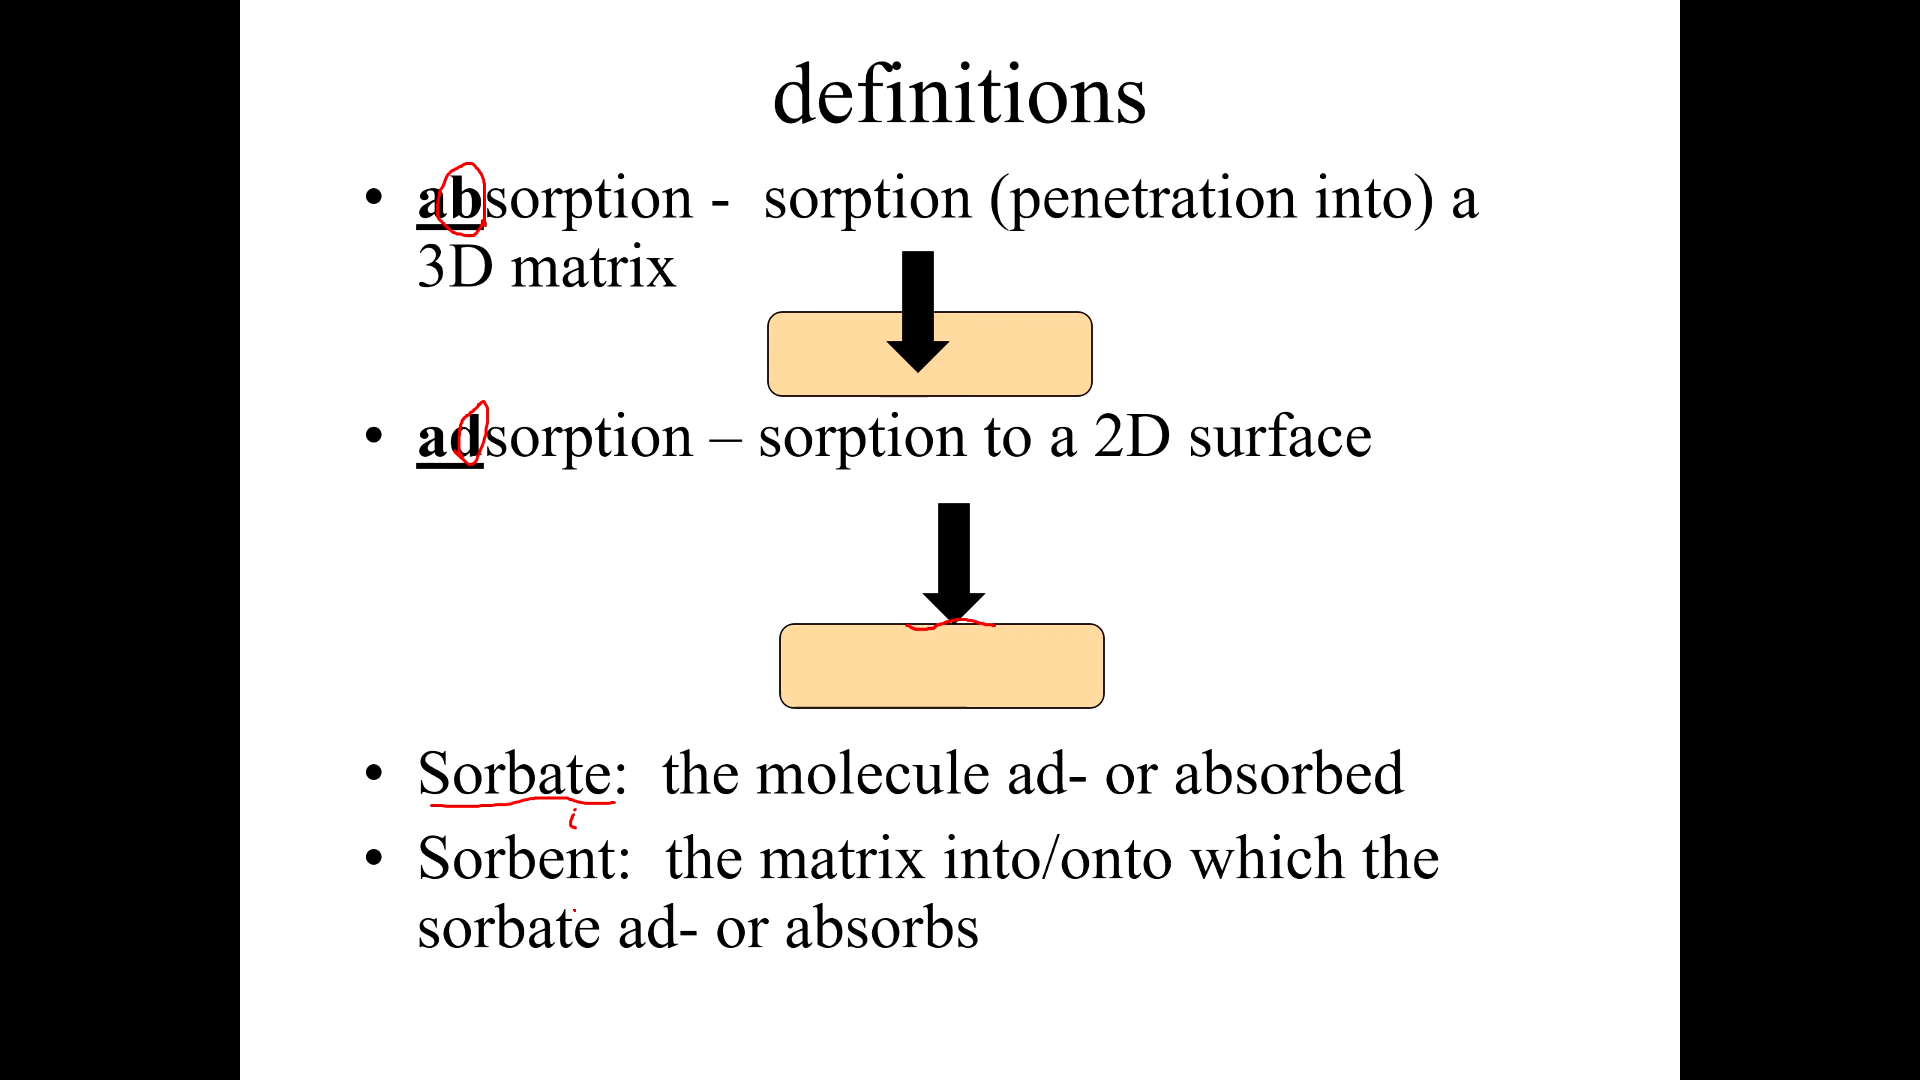 definitions
• absorption -  sorption (penetration into) a
3D matrix
• adsorption – sorption to a 2D surface
• Sorbate:  the molecule ad- or absorbed
i
• Sorbent:  the matrix into/onto which the
sorbate ad- or absorbs